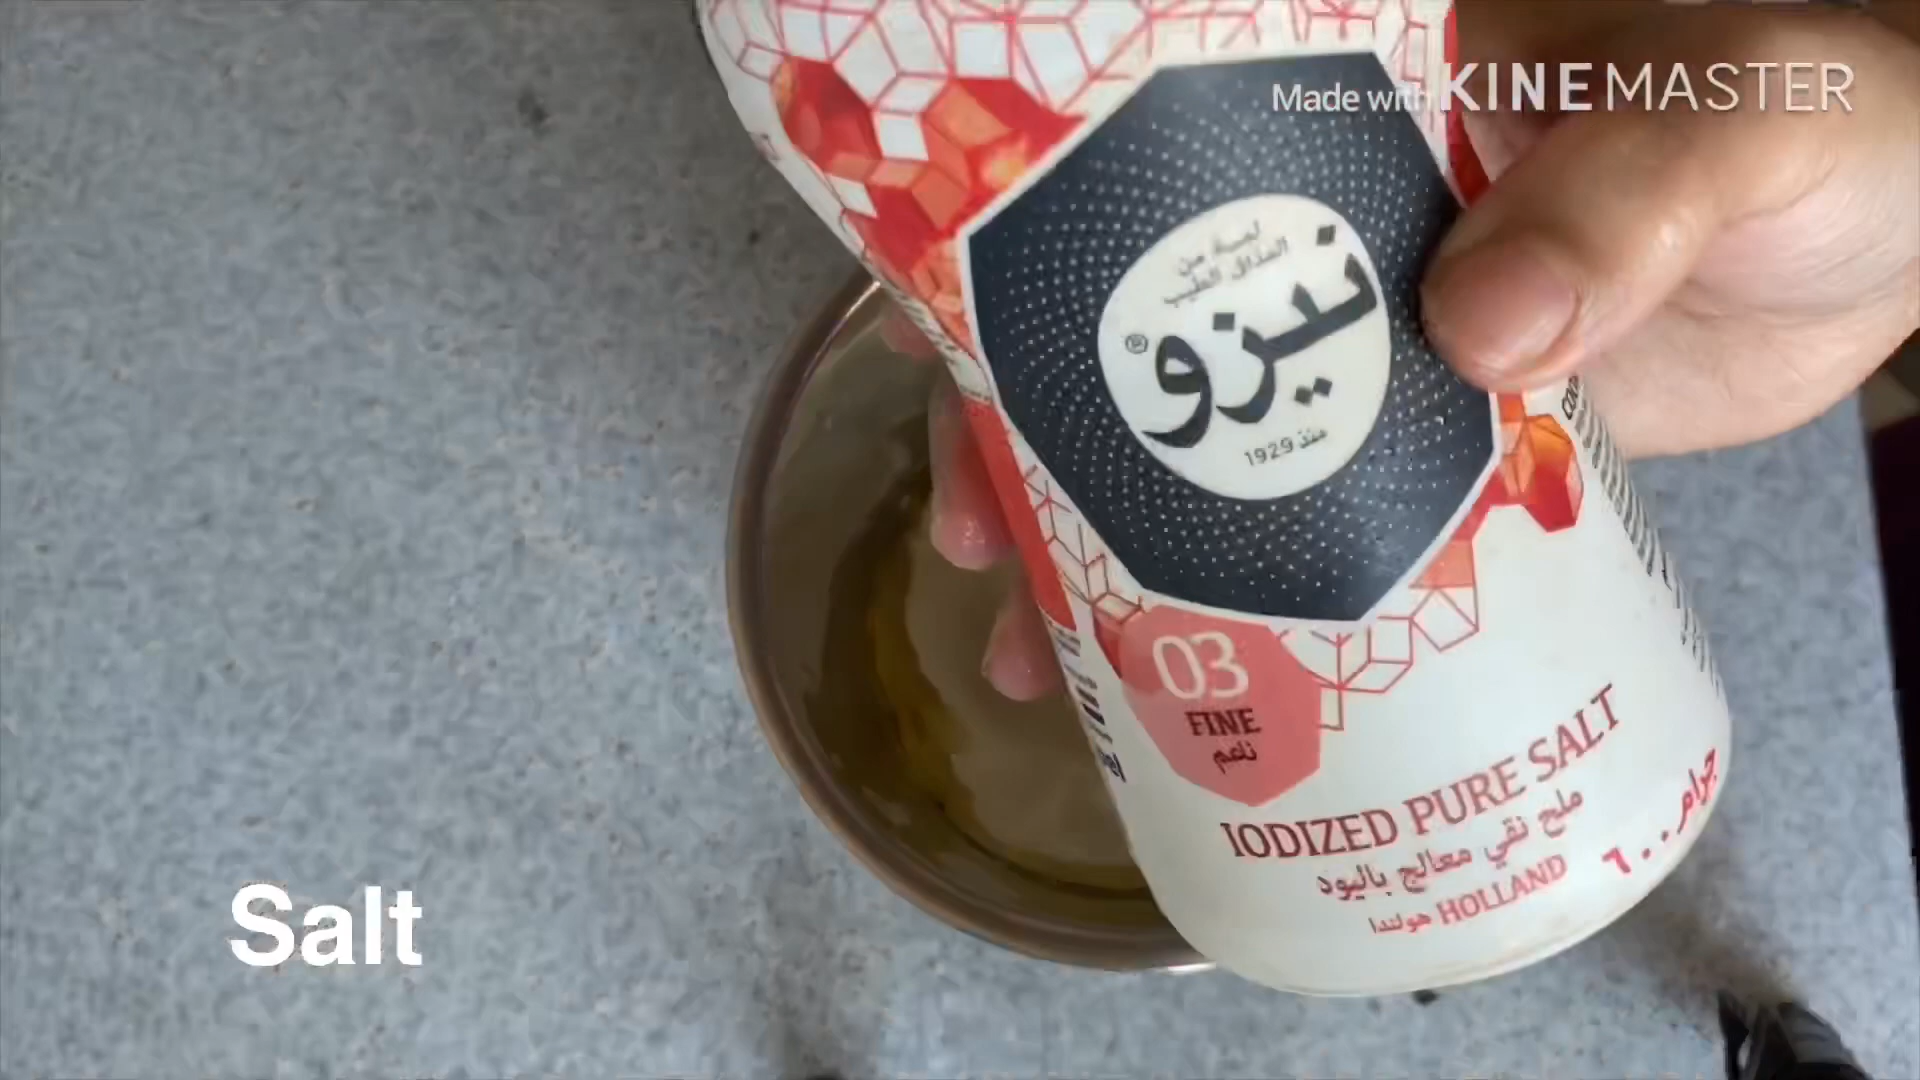 Made with KINEMASTER
لمسة من
المذاق الطيب
نيزو
®
منذ 1929
03
FINE
ناعم
IODIZED PURE SALT
ملح نقي معالج باليود
هولندا HOLLAND
٦٠٠ جرام
Salt